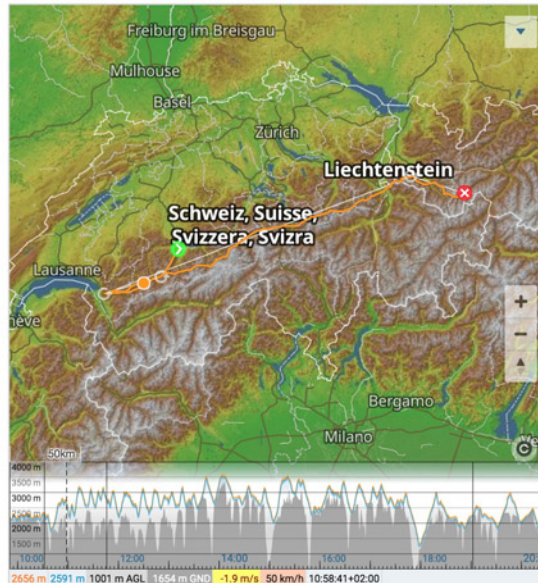 Freiburg im Breisgau
Mulhouse
Basel
Zürich
Liechtenstein
Schweiz, Suisse,
Svizzera, Svizra
Lausanne
nève
+
−
Bergamo
Milano
©
50km
4000 m
3500 m
3000 m
2500 m
2000 m
1500 m
10:00 12:00 14:00 16:00 18:00 20:
2656 m 2591 m 1001 m AGL 1654 m GND -1.9 m/s 50 km/h 10:58:41+02:00